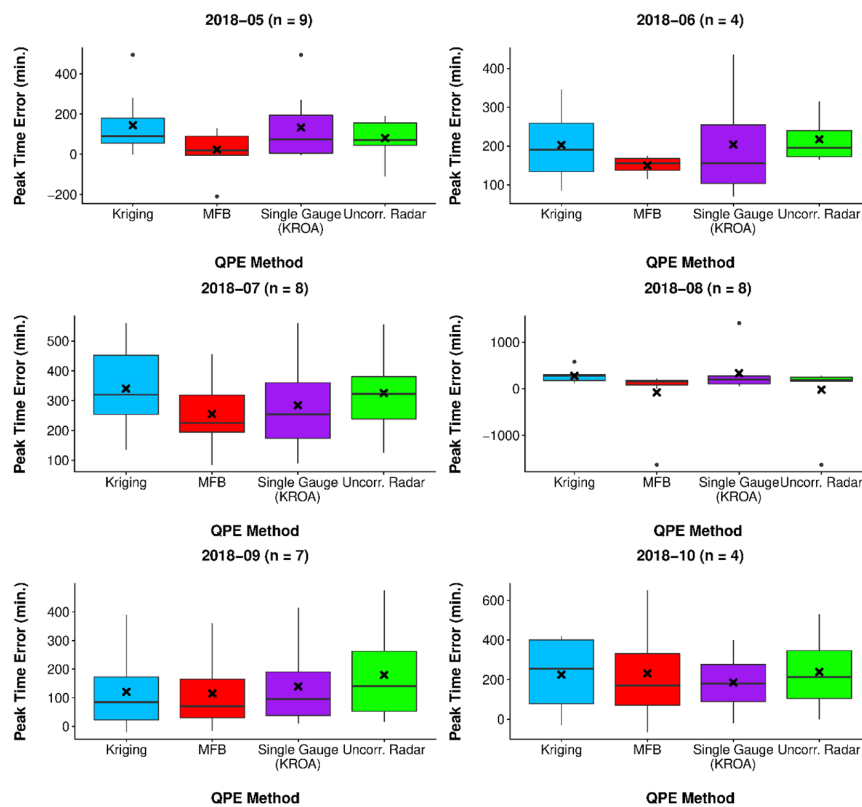 2018−05 (n = 9)
Peak Time Error (min.)
400
200
0
−200
Kriging
MFB
Single Gauge
(KROA)
Uncorr. Radar
QPE Method
2018−06 (n = 4)
Peak Time Error (min.)
400
300
200
100
Kriging
MFB
Single Gauge
(KROA)
Uncorr. Radar
QPE Method
2018−07 (n = 8)
Peak Time Error (min.)
500
400
300
200
100
Kriging
MFB
Single Gauge
(KROA)
Uncorr. Radar
QPE Method
2018−08 (n = 8)
Peak Time Error (min.)
1000
0
−1000
Kriging
MFB
Single Gauge
(KROA)
Uncorr. Radar
QPE Method
2018−09 (n = 7)
Peak Time Error (min.)
400
300
200
100
0
Kriging
MFB
Single Gauge
(KROA)
Uncorr. Radar
QPE Method
2018−10 (n = 4)
Peak Time Error (min.)
600
400
200
0
Kriging
MFB
Single Gauge
(KROA)
Uncorr. Radar
QPE Method